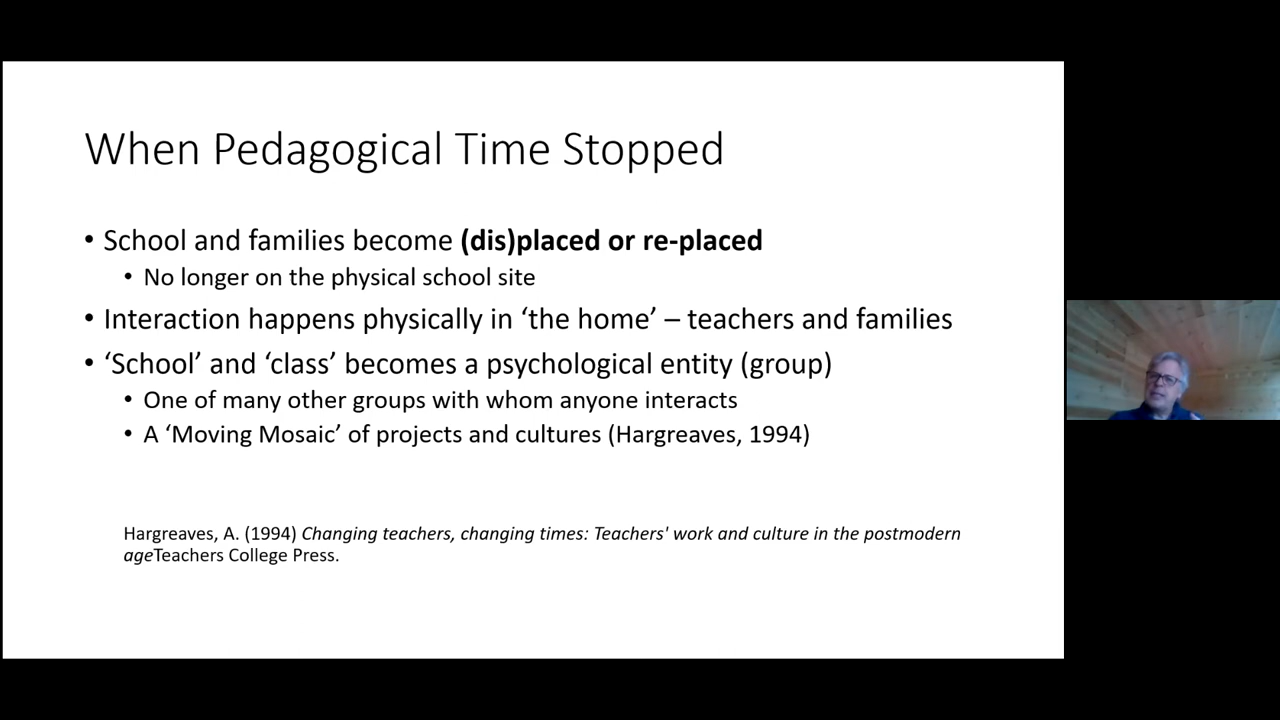 When Pedagogical Time Stopped
• School and families become (dis)placed or re-placed
• No longer on the physical school site
• Interaction happens physically in ‘the home’ – teachers and families
• ‘School’ and ‘class’ becomes a psychological entity (group)
• One of many other groups with whom anyone interacts
• A ‘Moving Mosaic’ of projects and cultures (Hargreaves, 1994)
Hargreaves, A. (1994) Changing teachers, changing times: Teachers' work and culture in the postmodern
ageTeachers College Press.